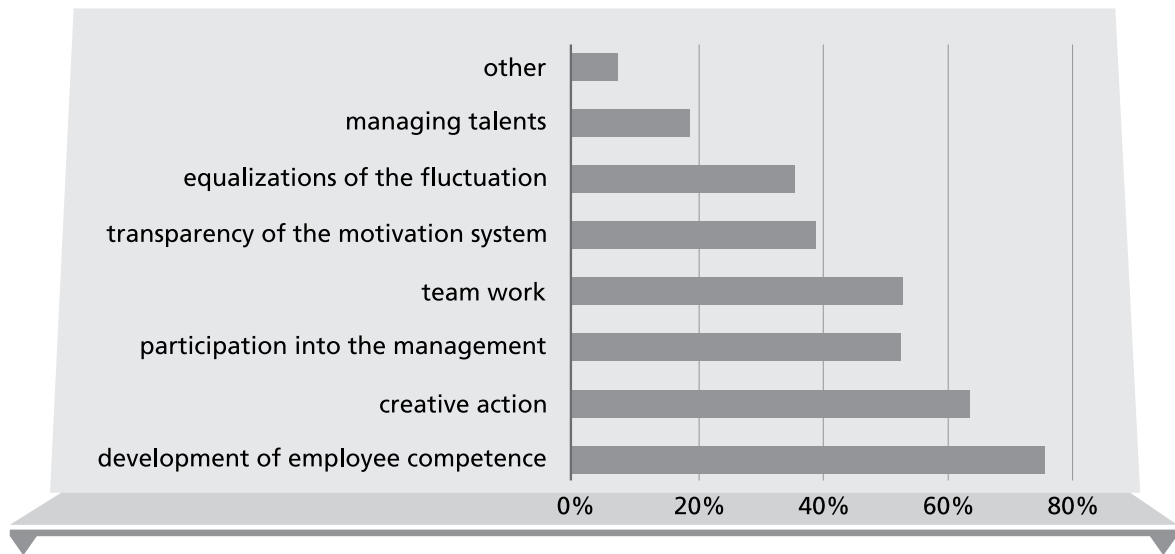 other
managing talents
equalizations of the fluctuation
transparency of the motivation system
team work
participation into the management
creative action
development of employee competence
0% 20% 40% 60% 80%